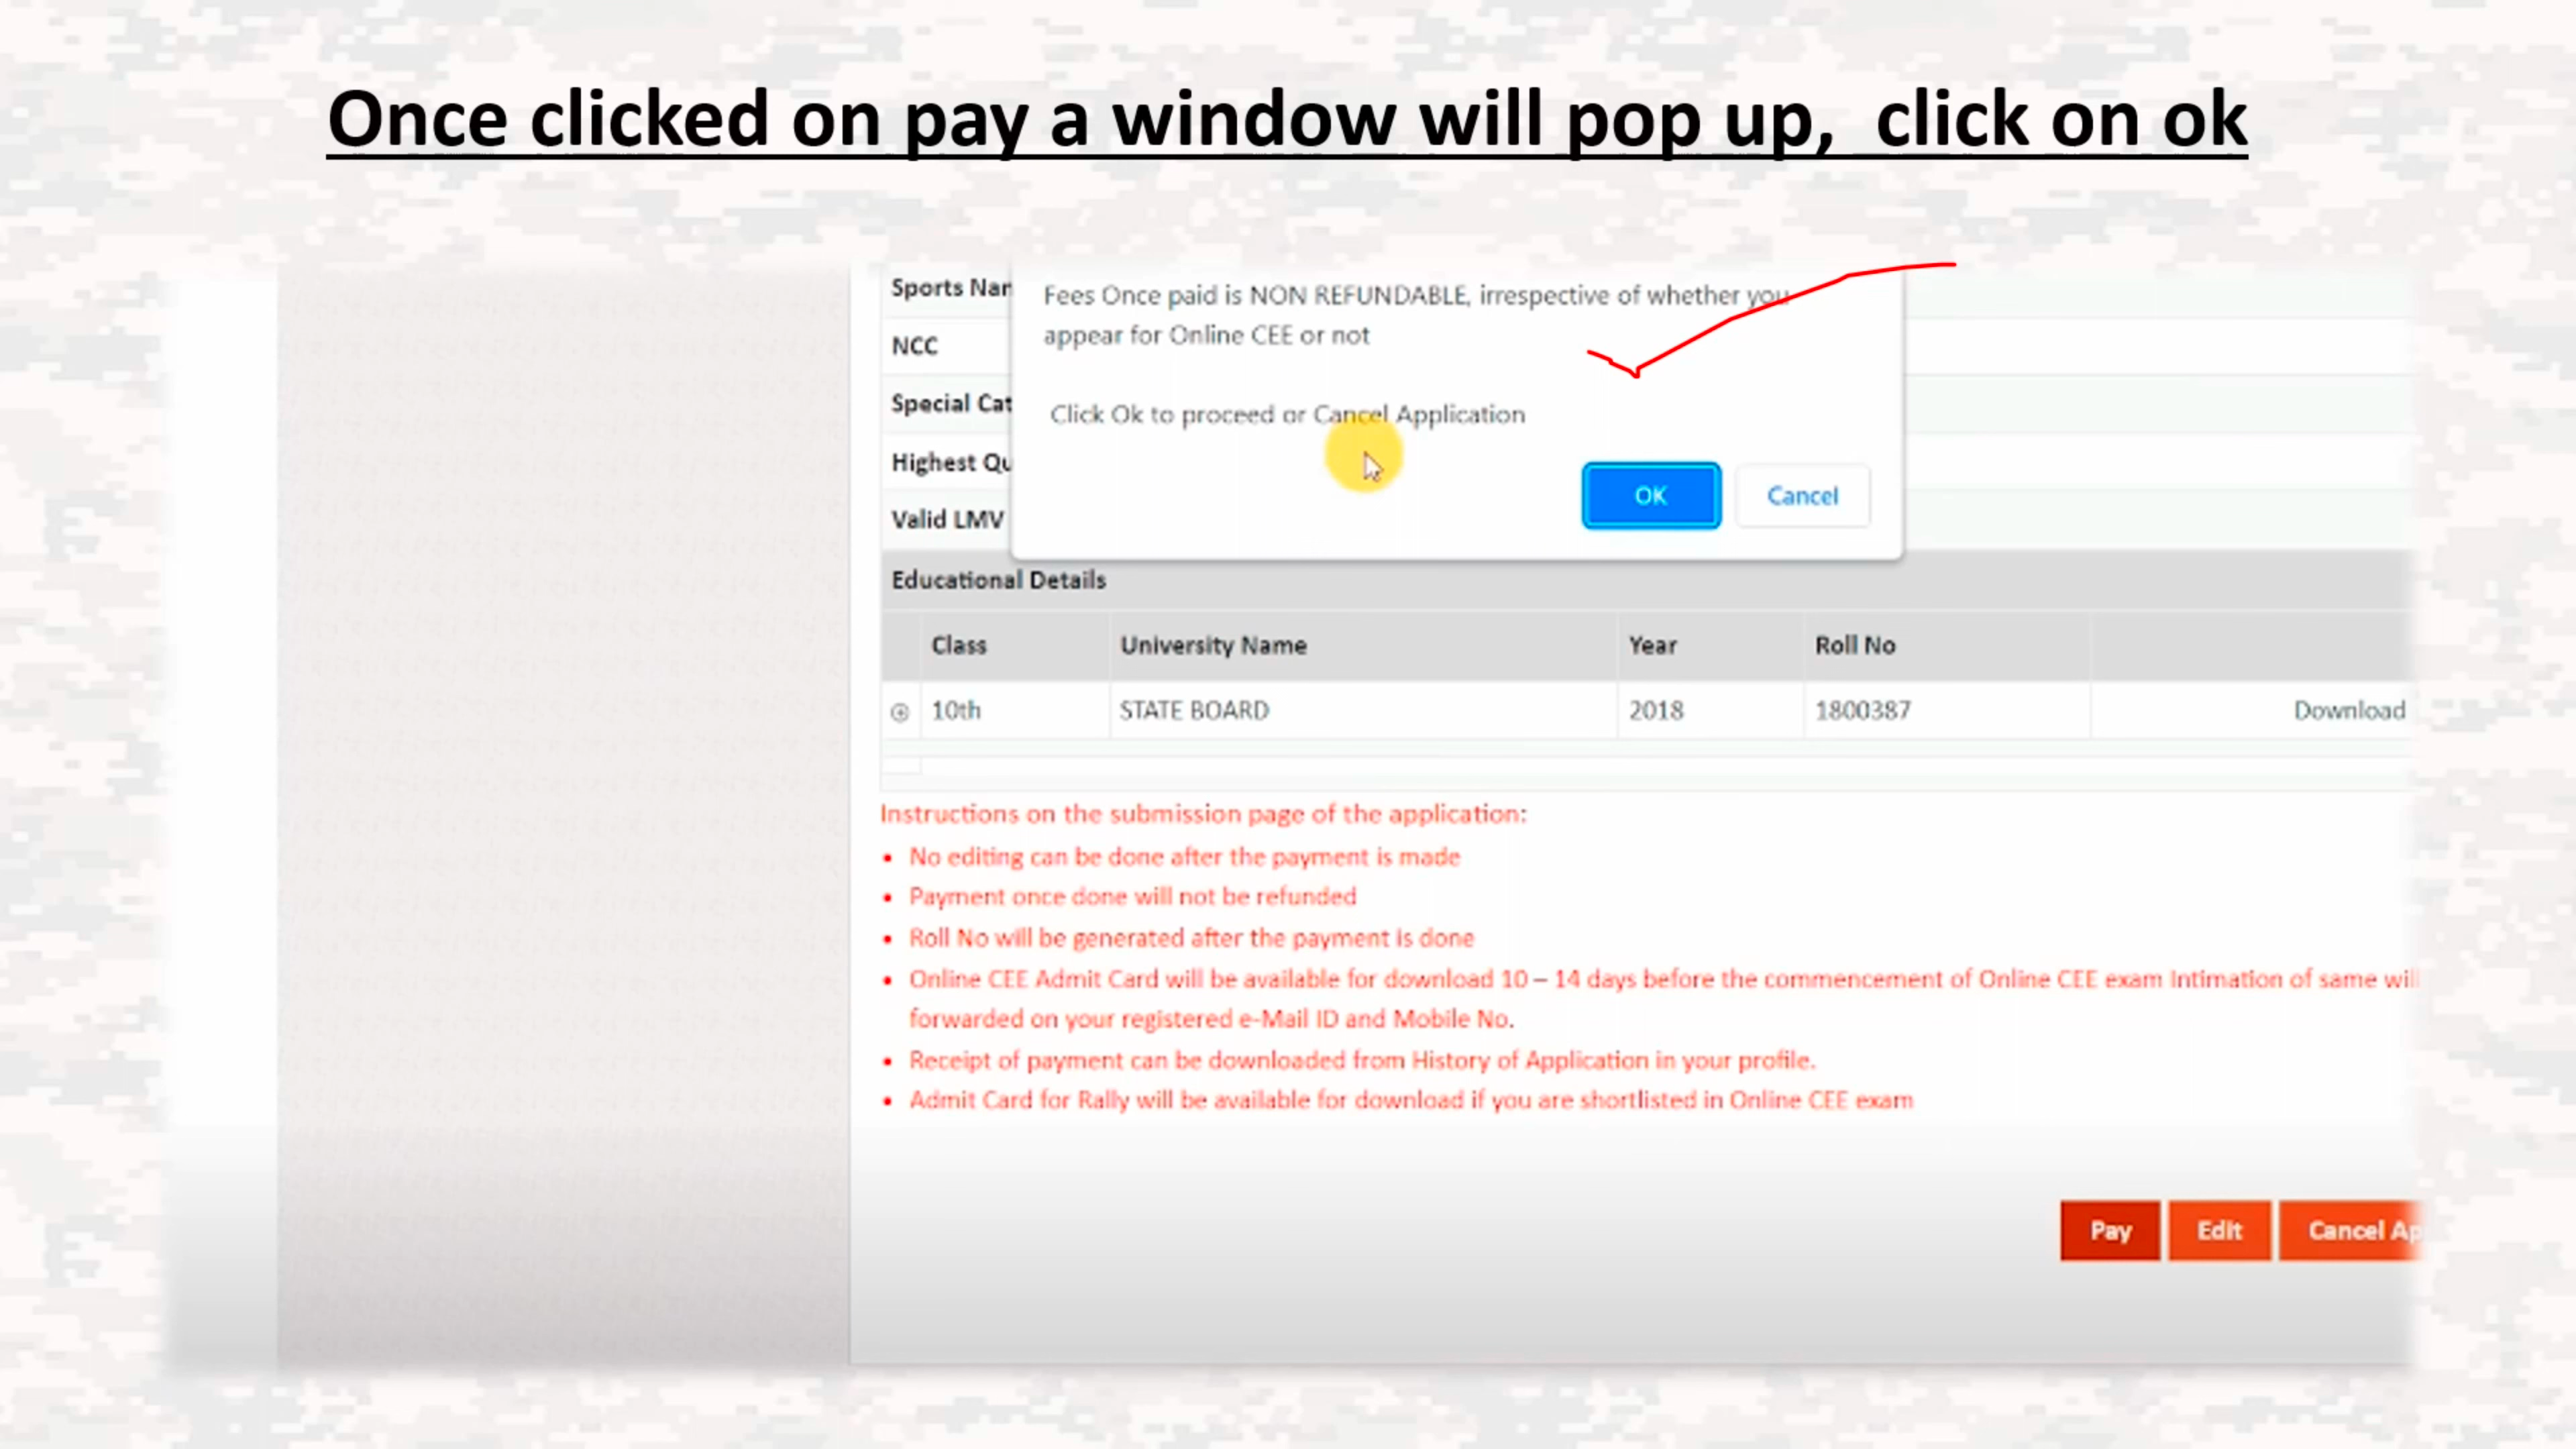 Once clicked on pay a window will pop up, click on ok
Sports
Fees Once paid is NON REFUNDABLE, irrespective of whether you
appear for Online CEE or not
NCC
Special
Click Ok to proceed or Cancel Application
Highest
OK Cancel
Valid LMV
Educational Details
Class University Name Year Roll No
10th STATE BOARD 2018 1800387 Download
Instructions on the submission page of the application:
• No editing can be done after the payment is made
• Payment once done will not be refunded
• Roll No will be generated after the payment is done
• Online CEE Admit Card will be available for download 10 – 14 days before the commencement of Online CEE exam Intimation of same will
forwarded on your registered e-Mail ID and Mobile No.
• Receipt of payment can be downloaded from History of Application in your profile.
• Admit Card for Rally will be available for download if you are shortlisted in Online CEE exam
Pay Edit Cancel